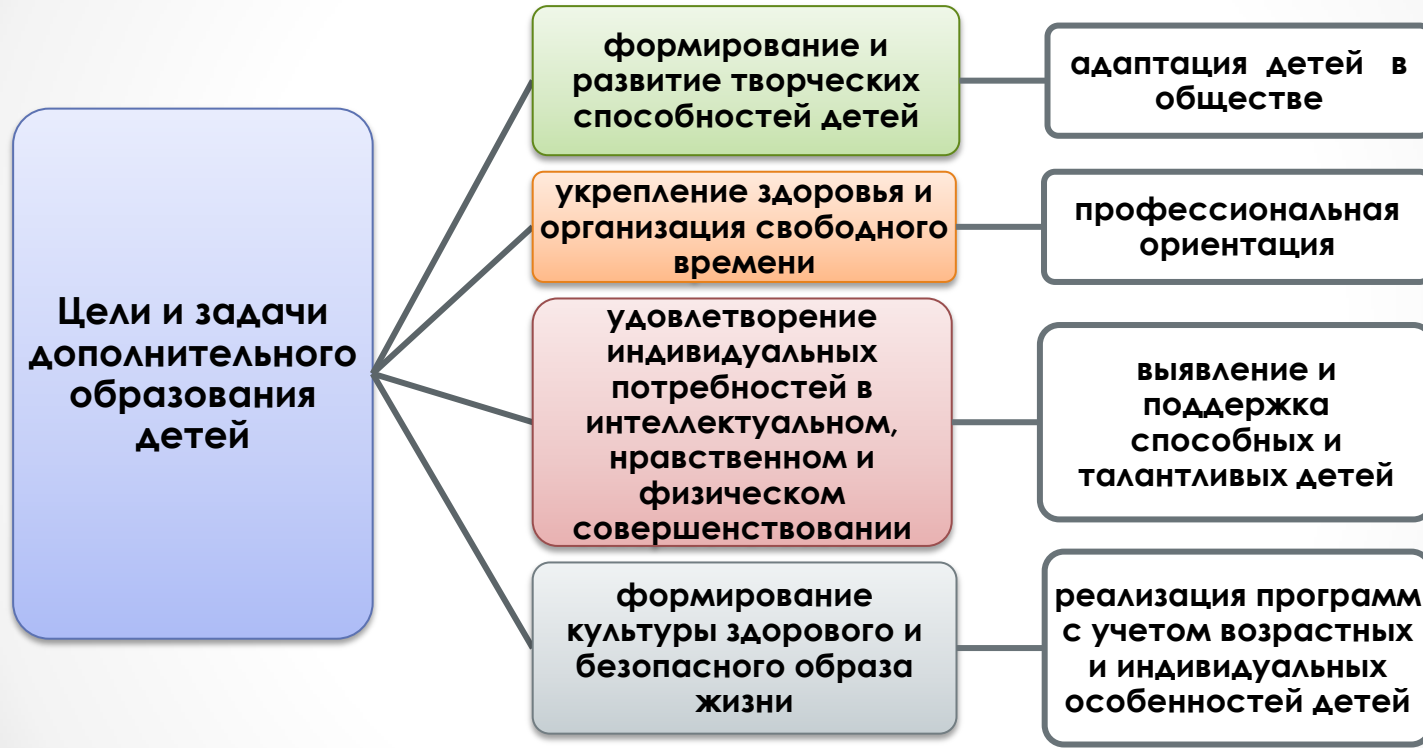 Цели и задачи
дополнительного
образования
детей
формирование и
развитие творческих
способностей детей
адаптация детей в
обществе
укрепление здоровья и
организация свободного
времени
профессиональная
ориентация
удовлетворение
индивидуальных
потребностей в
интеллектуальном,
нравственном и
физическом
совершенствовании
выявление и
поддержка
способных и
талантливых детей
формирование
культуры здорового и
безопасного образа
жизни
реализация программ
с учетом возрастных
и индивидуальных
особенностей детей